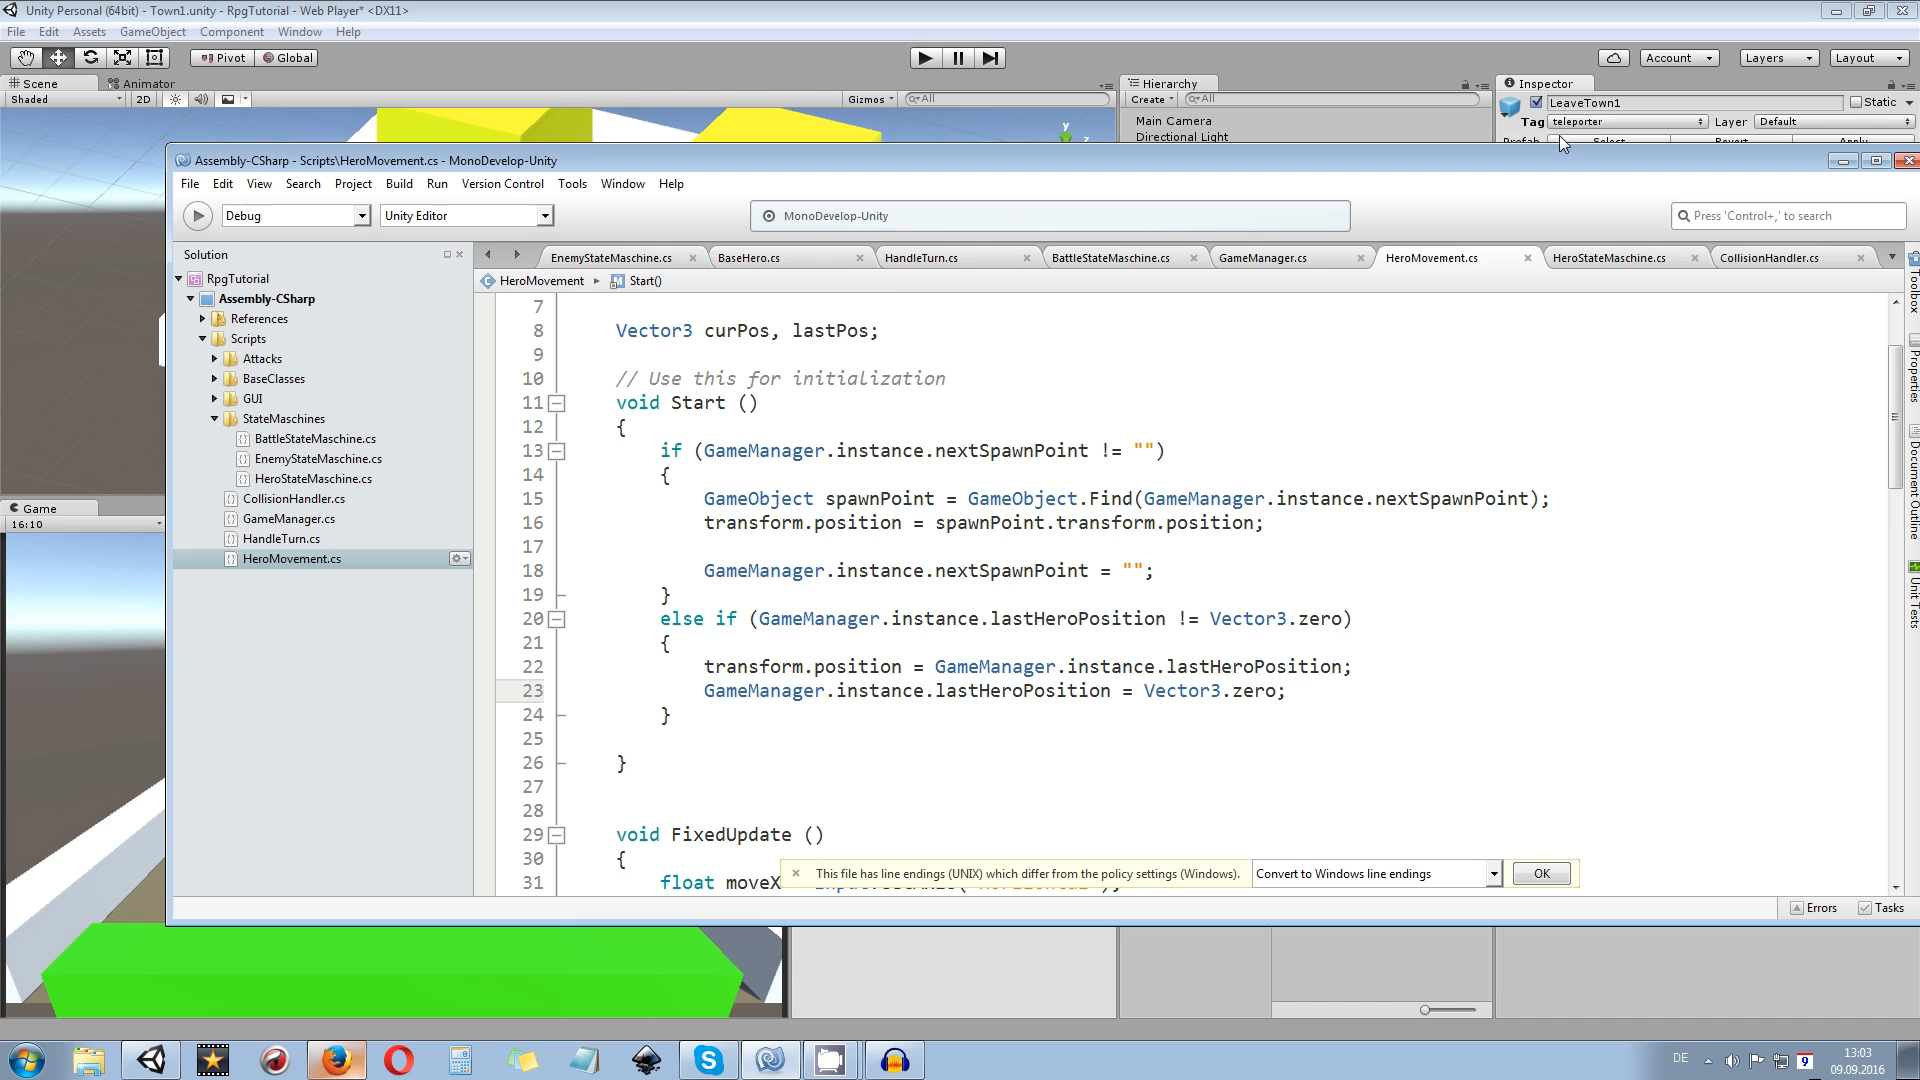 Unity Personal (64bit) - Town1.unity - RpgTutorial - Web Player* <DX11>
File Edit Assets GameObject Component Window Help
Pivot Global Account Layers Layout
Scene Animator Hierarchy Inspector
Shaded 2D Gizmos All Create All LeaveTown1 Static
Main Camera Tag teleporter Layer Default
Directional Light Prefab Select Revert Apply
y
Assembly-CSharp - Scripts\HeroMovement.cs - MonoDevelop-Unity
File Edit View Search Project Build Run Version Control Tools Window Help
Debug Unity Editor MonoDevelop-Unity Press 'Control+,' to search
Solution
EnemyStateMaschine.cs BaseHero.cs HandleTurn.cs BattleStateMaschine.cs GameManager.cs HeroMovement.cs HeroStateMaschine.cs CollisionHandler.cs
HeroMovement Start()
RpgTutorial
Assembly-CSharp
References
Scripts
Attacks
BaseClasses
GUI
StateMaschines
BattleStateMaschine.cs
EnemyStateMaschine.cs
HeroStateMaschine.cs
CollisionHandler.cs
GameManager.cs
HandleTurn.cs
HeroMovement.cs
7
8 Vector3 curPos, lastPos;
9
10 // Use this for initialization
11 void Start ()
12 {
13 if (GameManager.instance.nextSpawnPoint != "")
14 {
15 GameObject spawnPoint = GameObject.Find(GameManager.instance.nextSpawnPoint);
16 transform.position = spawnPoint.transform.position;
17
18 GameManager.instance.nextSpawnPoint = "";
19 }
20 else if (GameManager.instance.lastHeroPosition != Vector3.zero)
21 {
22 transform.position = GameManager.instance.lastHeroPosition;
23 GameManager.instance.lastHeroPosition = Vector3.zero;
24 }
25
26 }
27
28
29 void FixedUpdate ()
30 {
31 float moveX
This file has line endings (UNIX) which differ from the policy settings (Windows). Convert to Windows line endings OK
Toolbox
Properties
Document Outline
Unit Tests
Errors Tasks
Game
16:10
DE 9 13:03
09.09.2016